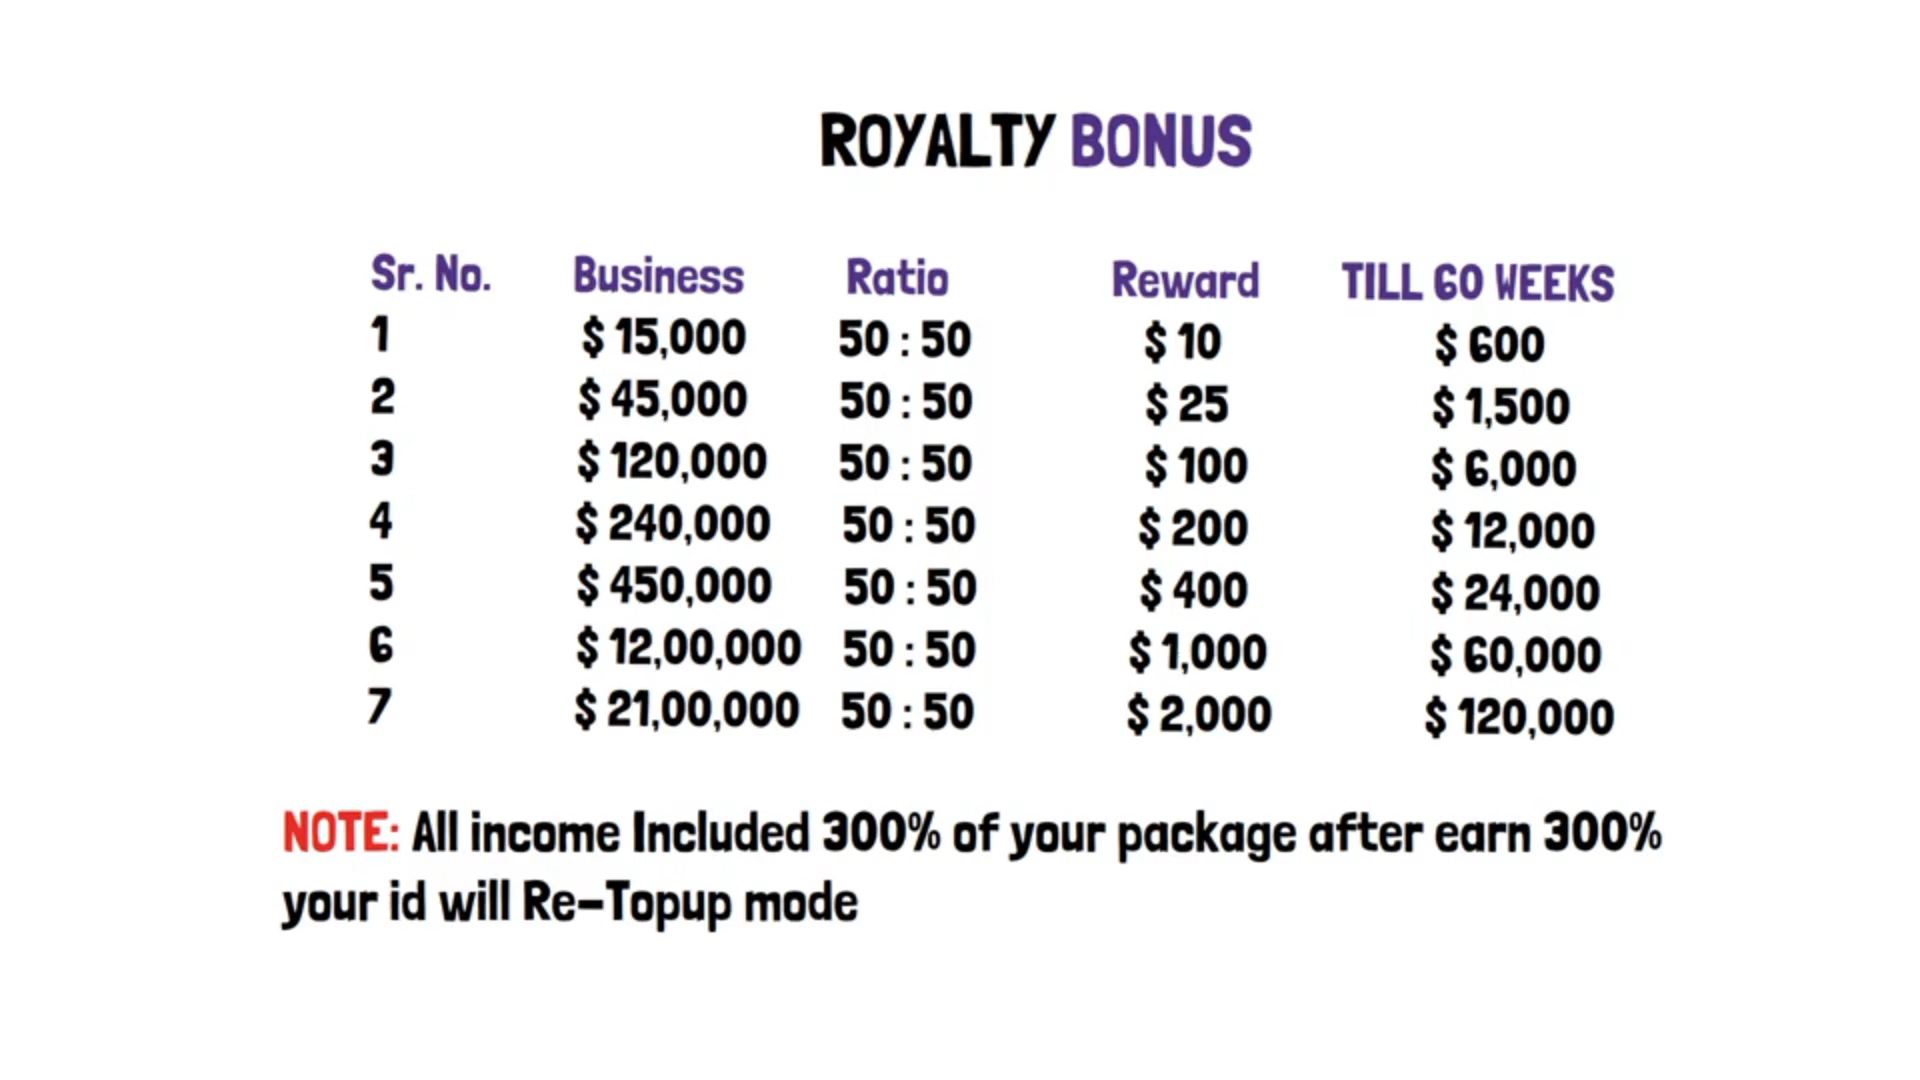 ROYALTY BONUS
Sr. No. Business Ratio Reward TILL 60 WEEKS
1 $ 15,000 50 : 50 $ 10 $ 600
2 $ 45,000 50 : 50 $ 25 $ 1,500
3 $ 120,000 50 : 50 $ 100 $ 6,000
4 $ 240,000 50 : 50 $ 200 $ 12,000
5 $ 450,000 50 : 50 $ 400 $ 24,000
6 $ 12,00,000 50 : 50 $ 1,000 $ 60,000
7 $ 21,00,000 50 : 50 $ 2,000 $ 120,000
NOTE: All income Included 300% of your package after earn 300%
your id will Re-Topup mode